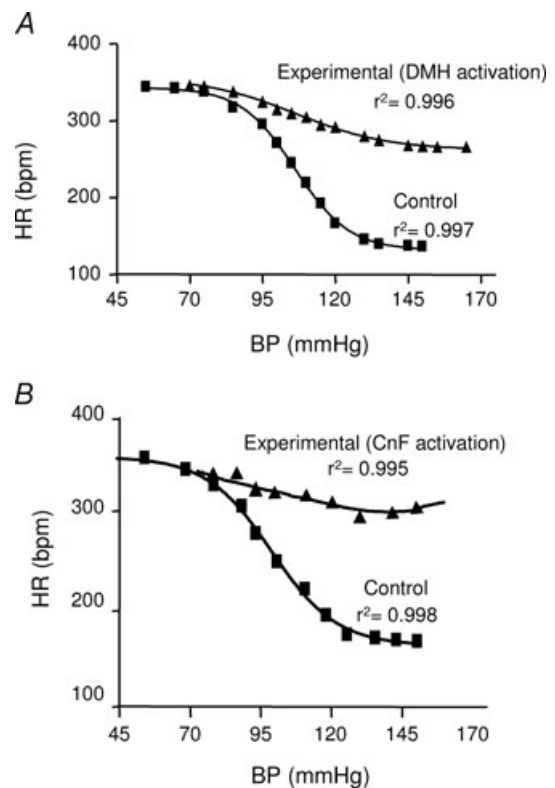 A
400
Experimental (DMH activation)
r²= 0.996
300
HR (bpm)
Control
200
r²= 0.997
100
45 70 95 120 145 170
BP (mmHg)
B
400
Experimental (CnF activation)
r²= 0.995
300
HR (bpm)
Control
200
r²= 0.998
100
45 70 95 120 145 170
BP (mmHg)